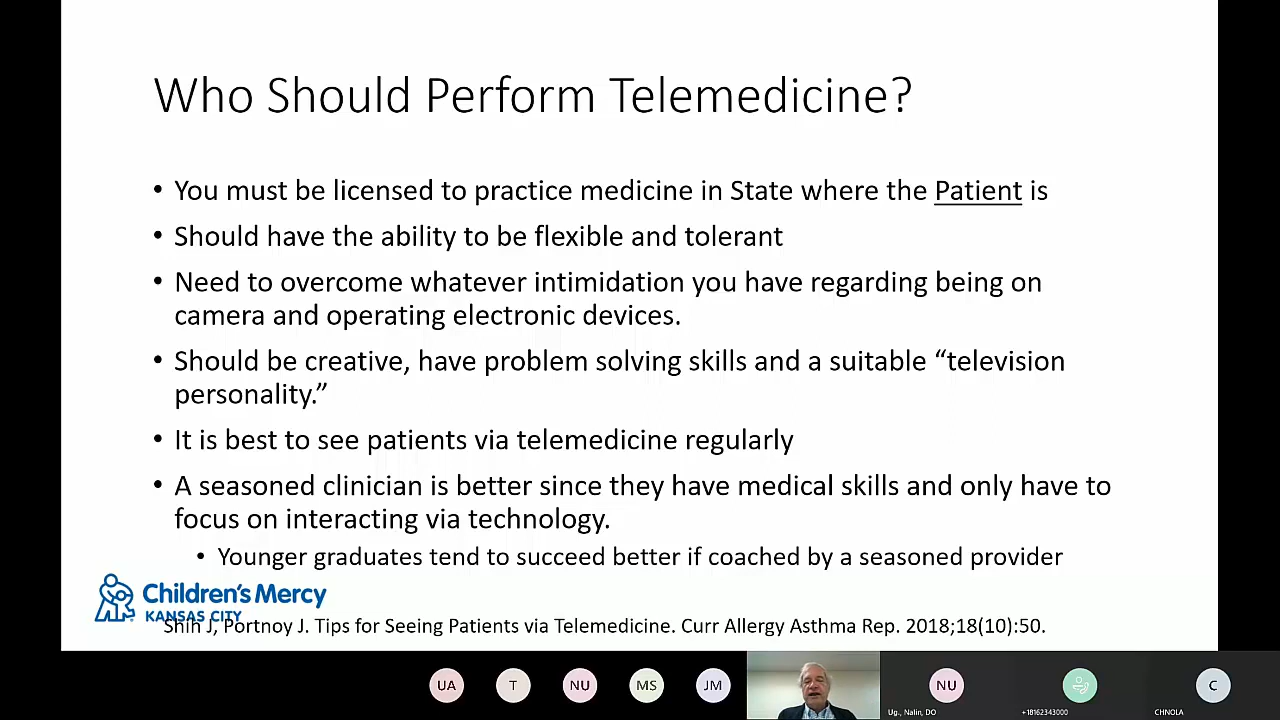 Who Should Perform Telemedicine?
• You must be licensed to practice medicine in State where the Patient is
• Should have the ability to be flexible and tolerant
• Need to overcome whatever intimidation you have regarding being on
camera and operating electronic devices.
• Should be creative, have problem solving skills and a suitable “television
personality.”
• It is best to see patients via telemedicine regularly
• A seasoned clinician is better since they have medical skills and only have to
focus on interacting via technology.
• Younger graduates tend to succeed better if coached by a seasoned provider
Children's Mercy
KANSAS CITY
Shih J, Portnoy J. Tips for Seeing Patients via Telemedicine. Curr Allergy Asthma Rep. 2018;18(10):50.
UA T NU MS JM NU C
Ug., Nalin, DO +18162343000 CHNOLA